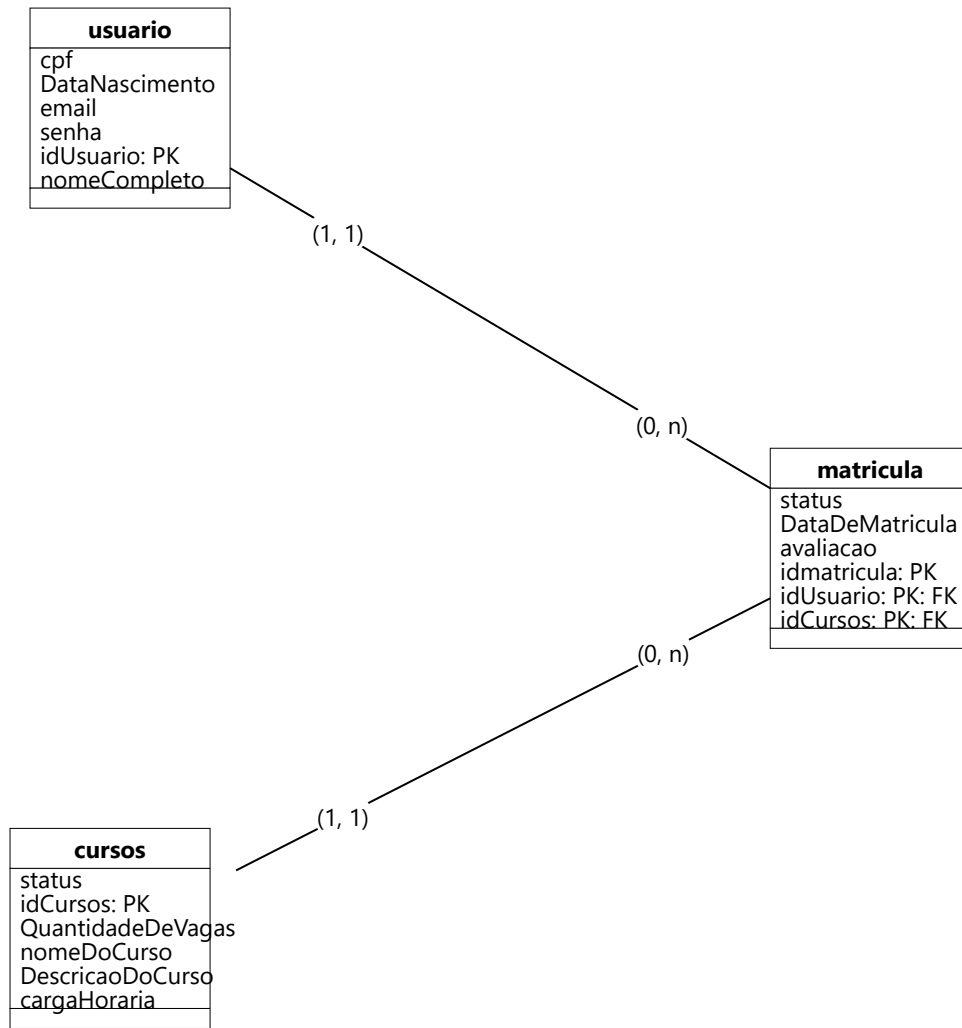 usuario
cpf
DataNascimento
email
senha
idUsuario: PK
nomeCompleto
(1, 1)
(0, n)
matricula
status
DataDeMatricula
avaliacao
idmatricula: PK
idUsuario: PK: FK
idCursos: PK: FK
(0, n)
(1, 1)
cursos
status
idCursos: PK
QuantidadeDeVagas
nomeDoCurso
DescricaoDoCurso
cargaHoraria